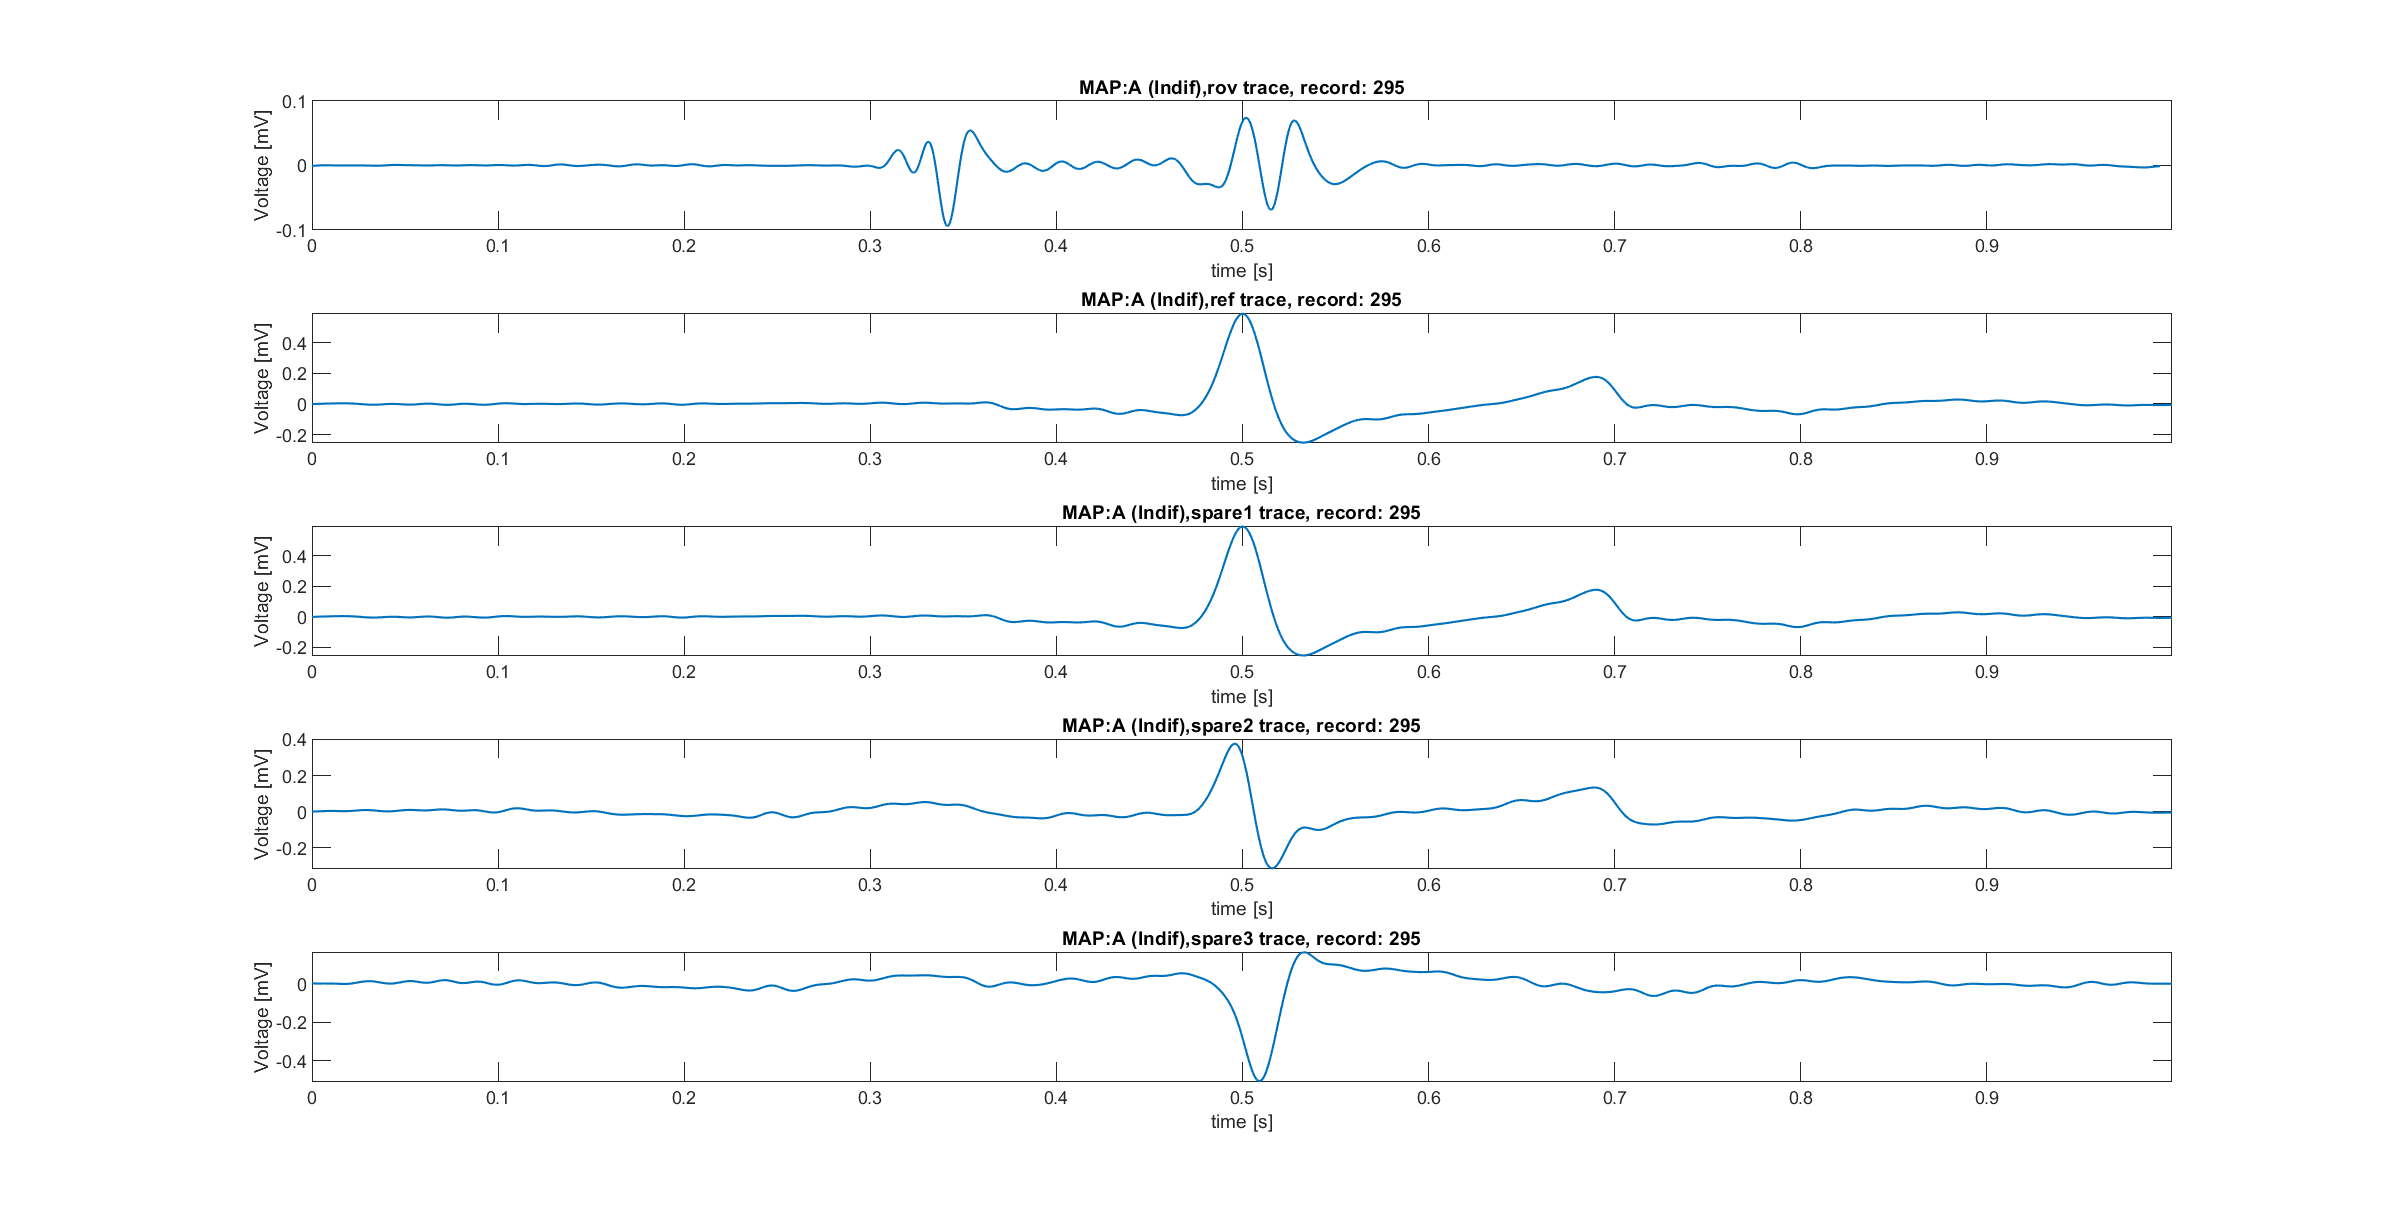 MAP:A (Indif),rov trace, record: 295
Voltage [mV]
0.1
0
-0.1
0 0.1 0.2 0.3 0.4 0.5 0.6 0.7 0.8 0.9
time [s]
MAP:A (Indif),ref trace, record: 295
Voltage [mV]
0.4
0.2
0
-0.2
0 0.1 0.2 0.3 0.4 0.5 0.6 0.7 0.8 0.9
time [s]
MAP:A (Indif),spare1 trace, record: 295
Voltage [mV]
0.4
0.2
0
-0.2
0 0.1 0.2 0.3 0.4 0.5 0.6 0.7 0.8 0.9
time [s]
MAP:A (Indif),spare2 trace, record: 295
Voltage [mV]
0.4
0.2
0
-0.2
0 0.1 0.2 0.3 0.4 0.5 0.6 0.7 0.8 0.9
time [s]
MAP:A (Indif),spare3 trace, record: 295
Voltage [mV]
0
-0.2
-0.4
0 0.1 0.2 0.3 0.4 0.5 0.6 0.7 0.8 0.9
time [s]